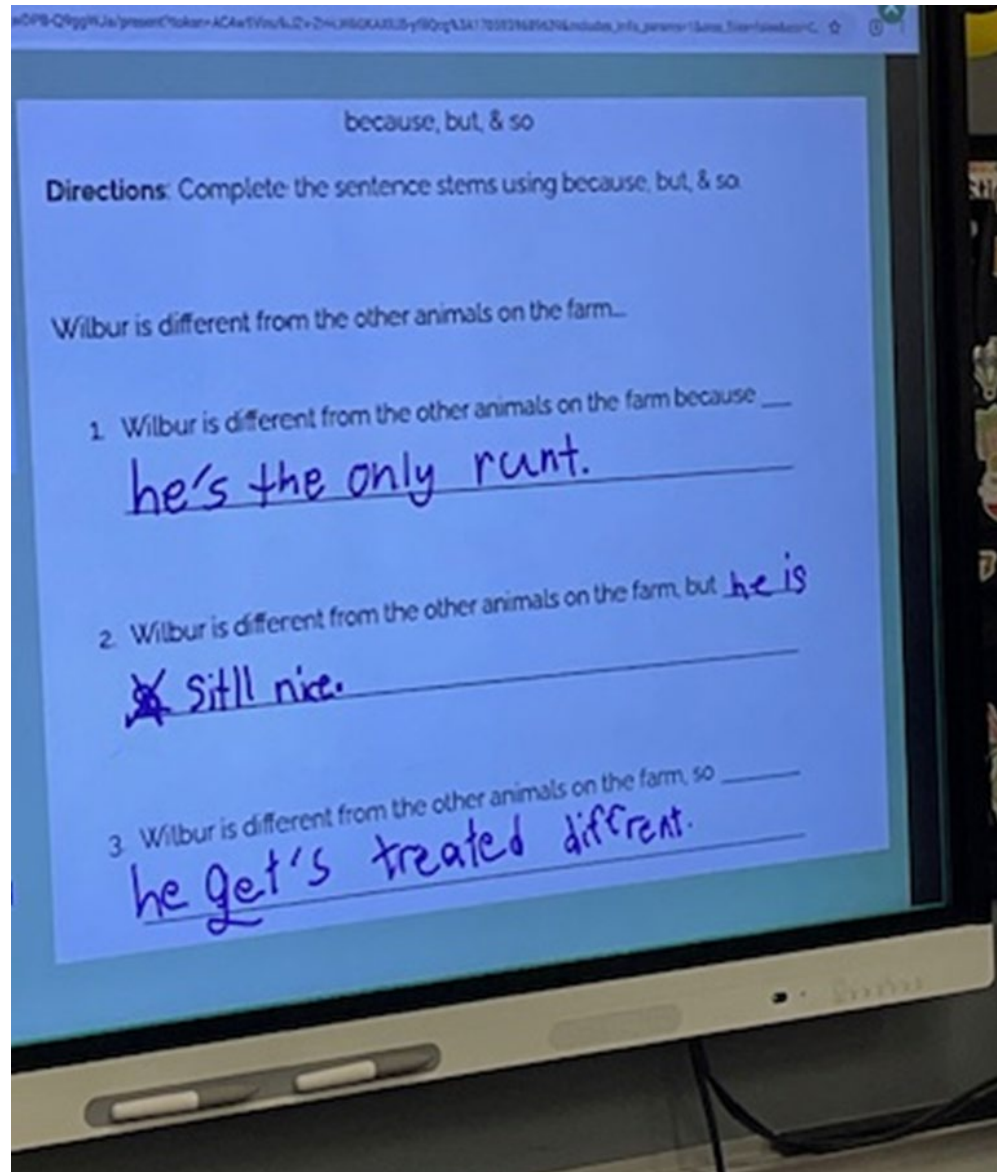 because, but, & so
Directions: Complete the sentence stems using because, but, & so.
Wilbur is different from the other animals on the farm...
1. Wilbur is different from the other animals on the farm because ___
he's the only runt.
2. Wilbur is different from the other animals on the farm, but he is
sitll nice.
3. Wilbur is different from the other animals on the farm, so ______
he get's treated diffrent.